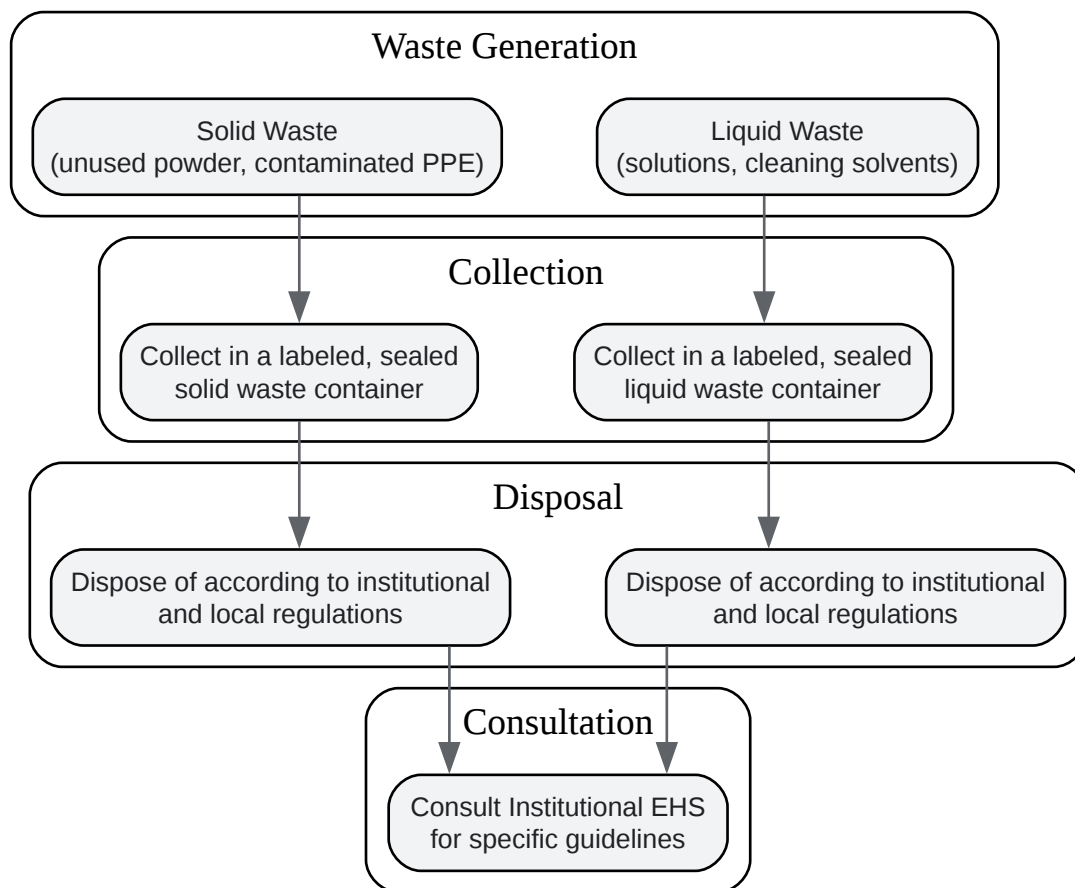 Waste Generation
Solid Waste
(unused powder, contaminated PPE)
Liquid Waste
(solutions, cleaning solvents)
Collection
Collect in a labeled, sealed
solid waste container
Collect in a labeled, sealed
liquid waste container
Disposal
Dispose of according to institutional
and local regulations
Dispose of according to institutional
and local regulations
Consultation
Consult Institutional EHS
for specific guidelines